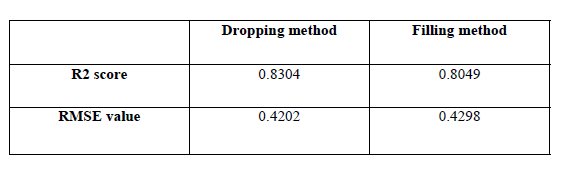 Dropping method Filling method
R2 score 0.8304 0.8049
RMSE value 0.4202 0.4298